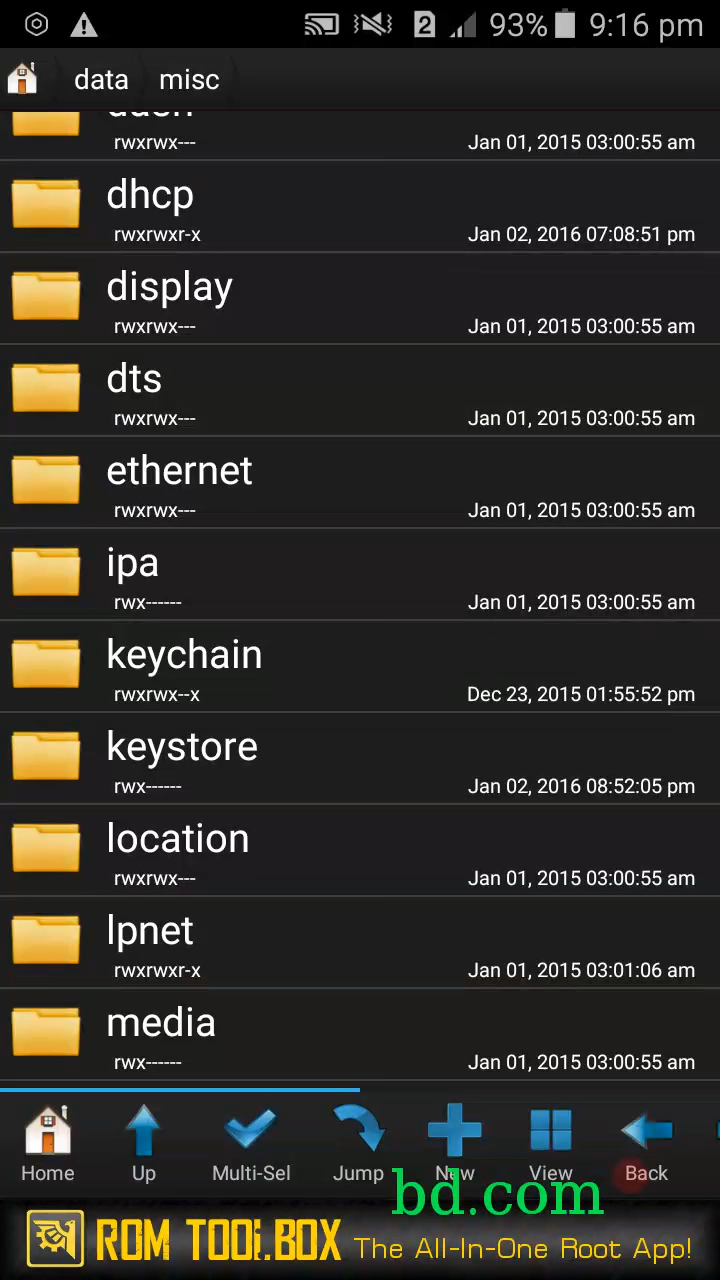 2 93% 9:16 pm
data misc
rwxrwx--- Jan 01, 2015 03:00:55 am
dhcp
rwxrwxr-x Jan 02, 2016 07:08:51 pm
display
rwxrwx--- Jan 01, 2015 03:00:55 am
dts
rwxrwx--- Jan 01, 2015 03:00:55 am
ethernet
rwxrwx--- Jan 01, 2015 03:00:55 am
ipa
rwx------ Jan 01, 2015 03:00:55 am
keychain
rwxrwx--x Dec 23, 2015 01:55:52 pm
keystore
rwx------ Jan 02, 2016 08:52:05 pm
location
rwxrwx--- Jan 01, 2015 03:00:55 am
lpnet
rwxrwxr-x Jan 01, 2015 03:01:06 am
media
rwx------ Jan 01, 2015 03:00:55 am
Home Up Multi-Sel Jump New View Back
bd.com
ROM TOOLBOX The All-In-One Root App!